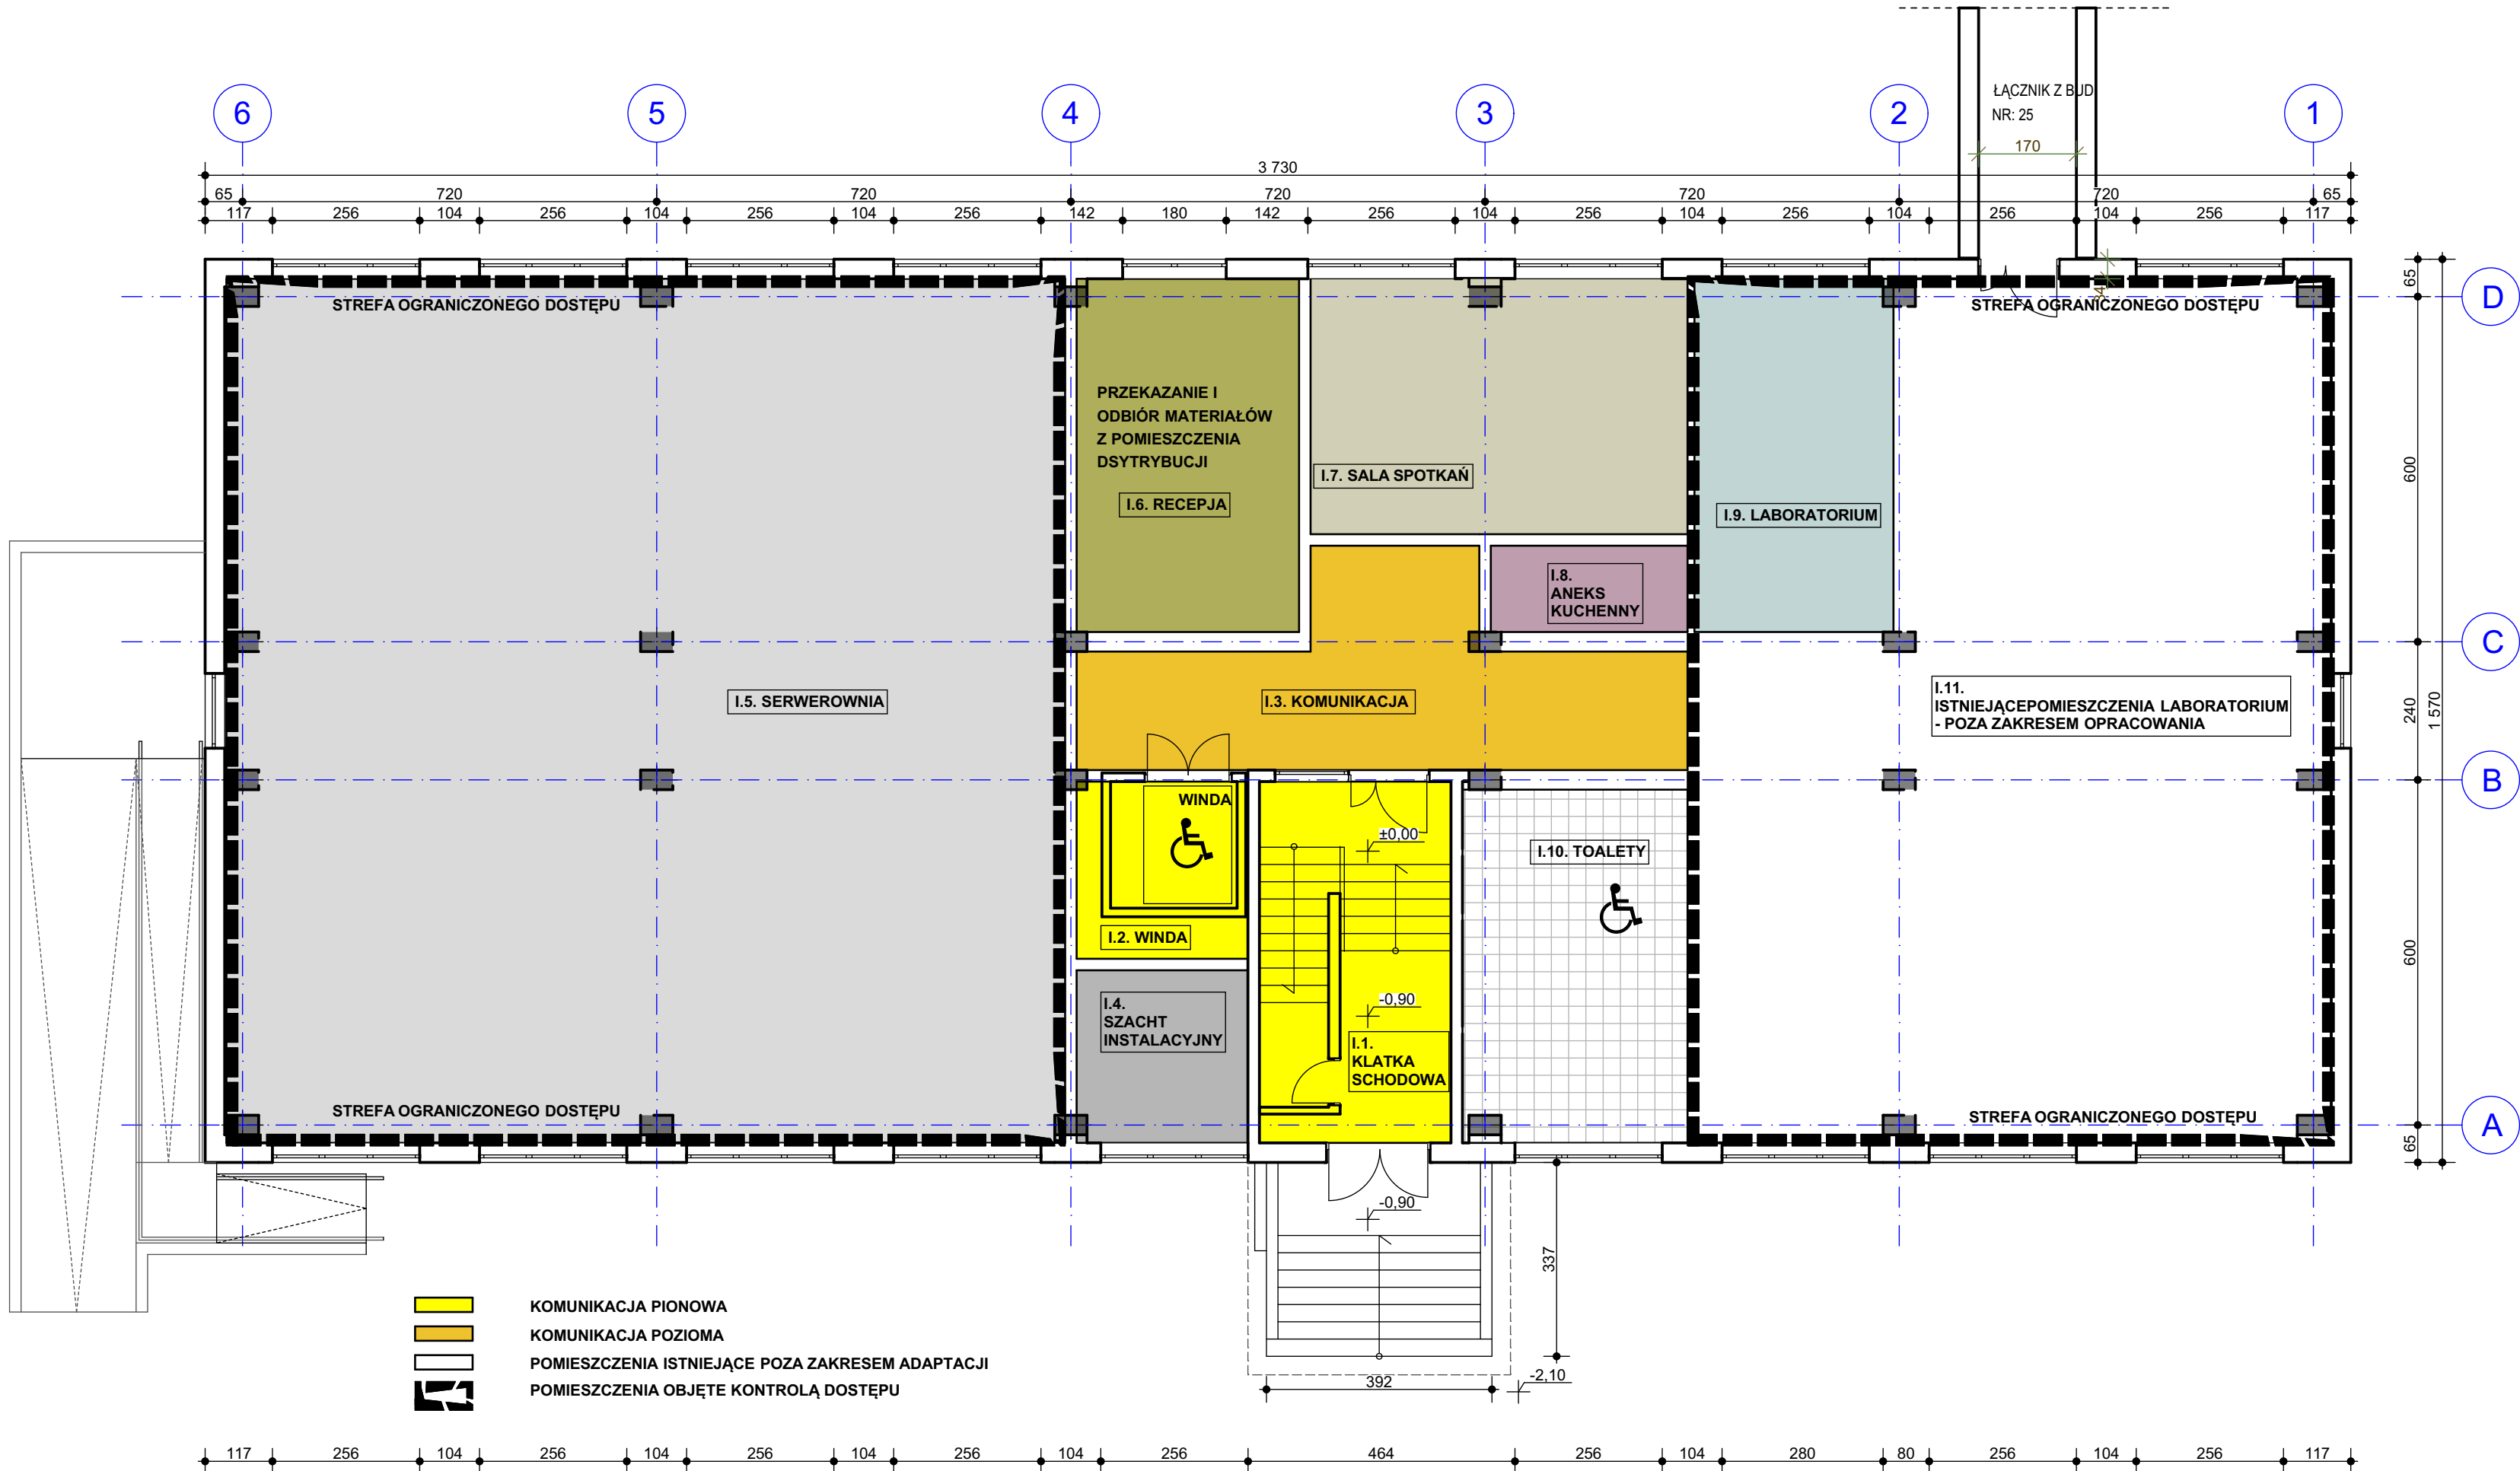 ŁĄCZNIK Z BUD
NR: 25
6
5
4
3
2
1
170
3 730
65
720
720
720
720
720
65
117
256
104
256
104
256
104
256
142
180
142
256
104
256
104
256
104
256
104
256
117
STREFA OGRANICZONEGO DOSTĘPU
STREFA OGRANICZONEGO DOSTĘPU
34
65
D
PRZEKAZANIE I
ODBIÓR MATERIAŁÓW
Z POMIESZCZENIA
DSYTRYBUCJI
I.6. RECEPJA
I.7. SALA SPOTKAŃ
I.9. LABORATORIUM
600
I.8.
ANEKS
KUCHENNY
C
I.5. SERWEROWNIA
I.3. KOMUNIKACJA
I.11.
ISTNIEJĄCEPOMIESZCZENIA LABORATORIUM
- POZA ZAKRESEM OPRACOWANIA
240
1 570
B
WINDA
±0,00
I.10. TOALETY
I.2. WINDA
600
I.4.
SZACHT
INSTALACYJNY
-0,90
I.1.
KLATKA
SCHODOWA
STREFA OGRANICZONEGO DOSTĘPU
STREFA OGRANICZONEGO DOSTĘPU
A
65
-0,90
337
392
-2,10
KOMUNIKACJA PIONOWA
KOMUNIKACJA POZIOMA
POMIESZCZENIA ISTNIEJĄCE POZA ZAKRESEM ADAPTACJI
POMIESZCZENIA OBJĘTE KONTROLĄ DOSTĘPU
117
256
104
256
104
256
104
256
104
256
464
256
104
280
80
256
104
256
117